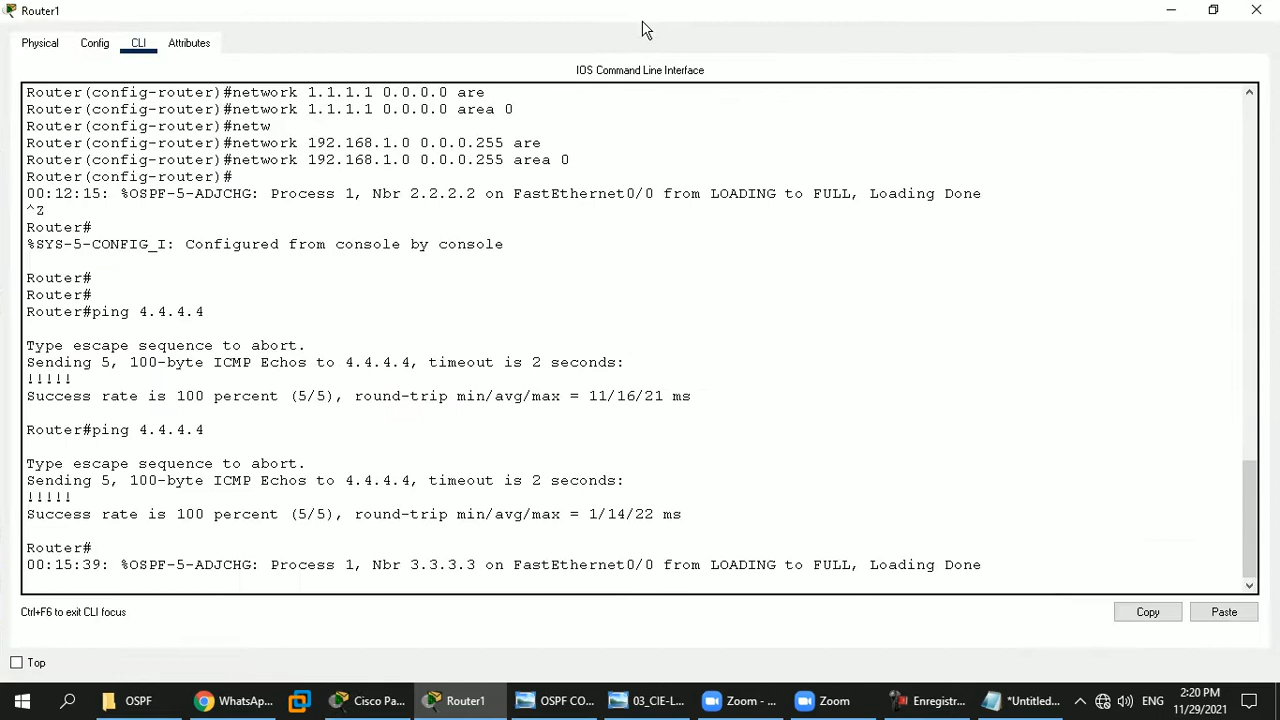 Router1
Physical Config CLI Attributes
IOS Command Line Interface
Router(config-router)#network 1.1.1.1 0.0.0.0 are
Router(config-router)#network 1.1.1.1 0.0.0.0 area 0
Router(config-router)#netw
Router(config-router)#network 192.168.1.0 0.0.0.255 are
Router(config-router)#network 192.168.1.0 0.0.0.255 area 0
Router(config-router)#
00:12:15: %OSPF-5-ADJCHG: Process 1, Nbr 2.2.2.2 on FastEthernet0/0 from LOADING to FULL, Loading Done
^Z
Router#
%SYS-5-CONFIG_I: Configured from console by console
Router#
Router#
Router#ping 4.4.4.4
Type escape sequence to abort.
Sending 5, 100-byte ICMP Echos to 4.4.4.4, timeout is 2 seconds:
!!!!!
Success rate is 100 percent (5/5), round-trip min/avg/max = 11/16/21 ms
Router#ping 4.4.4.4
Type escape sequence to abort.
Sending 5, 100-byte ICMP Echos to 4.4.4.4, timeout is 2 seconds:
!!!!!
Success rate is 100 percent (5/5), round-trip min/avg/max = 1/14/22 ms
Router#
00:15:39: %OSPF-5-ADJCHG: Process 1, Nbr 3.3.3.3 on FastEthernet0/0 from LOADING to FULL, Loading Done
Ctrl+F6 to exit CLI focus
Copy Paste
Top
OSPF WhatsAp... Cisco Pa... Router1 OSPF CO... 03_CIE-L... Zoom - ... Zoom Enregistr... *Untitled... ENG
2:20 PM
11/29/2021